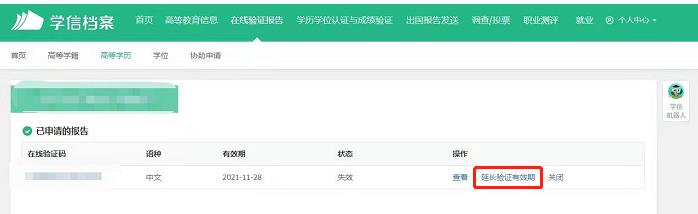 学信档案 首页 高等教育信息 在线验证报告 学历学位认证与成绩验证 出国报告发送 调查/投票 职业测评 就业 个人中心
首页 高等学籍 高等学历 学位 协助申请
学信
机器人
已申请的报告
在线验证码 语种 有效期 状态 操作
中文 2021-11-28 失效 查看 延长验证有效期 关闭